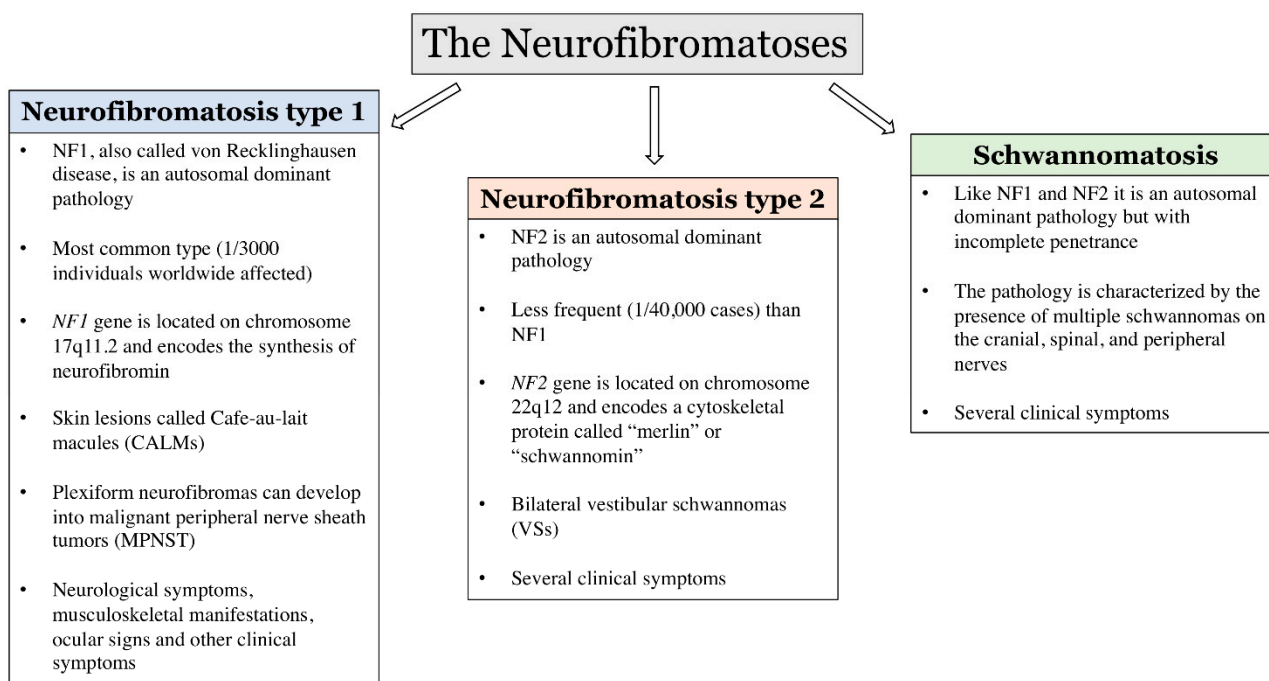 The Neurofibromatoses
Neurofibromatosis type 1
• NF1, also called von Recklinghausen
disease, is an autosomal dominant
pathology
• Most common type (1/3000
individuals worldwide affected)
• NF1 gene is located on chromosome
17q11.2 and encodes the synthesis of
neurofibromin
• Skin lesions called Cafe-au-lait
macules (CALMs)
• Plexiform neurofibromas can develop
into malignant peripheral nerve sheath
tumors (MPNST)
• Neurological symptoms,
musculoskeletal manifestations,
ocular signs and other clinical
symptoms
Neurofibromatosis type 2
• NF2 is an autosomal dominant
pathology
• Less frequent (1/40,000 cases) than
NF1
• NF2 gene is located on chromosome
22q12 and encodes a cytoskeletal
protein called “merlin” or
“schwannomin”
• Bilateral vestibular schwannomas
(VSs)
• Several clinical symptoms
Schwannomatosis
• Like NF1 and NF2 it is an autosomal
dominant pathology but with
incomplete penetrance
• The pathology is characterized by the
presence of multiple schwannomas on
the cranial, spinal, and peripheral
nerves
• Several clinical symptoms